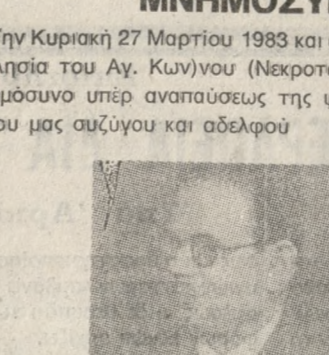 ΜΝΗΜΟΣΥ
Την Κυριακή 27 Μαρτίου 1983 και
λησία του Αγ. Κων)νου (Νεκροτ
μόσυνο υπέρ αναπαύσεως της ψ
ου μας συζύγου και αδελφού